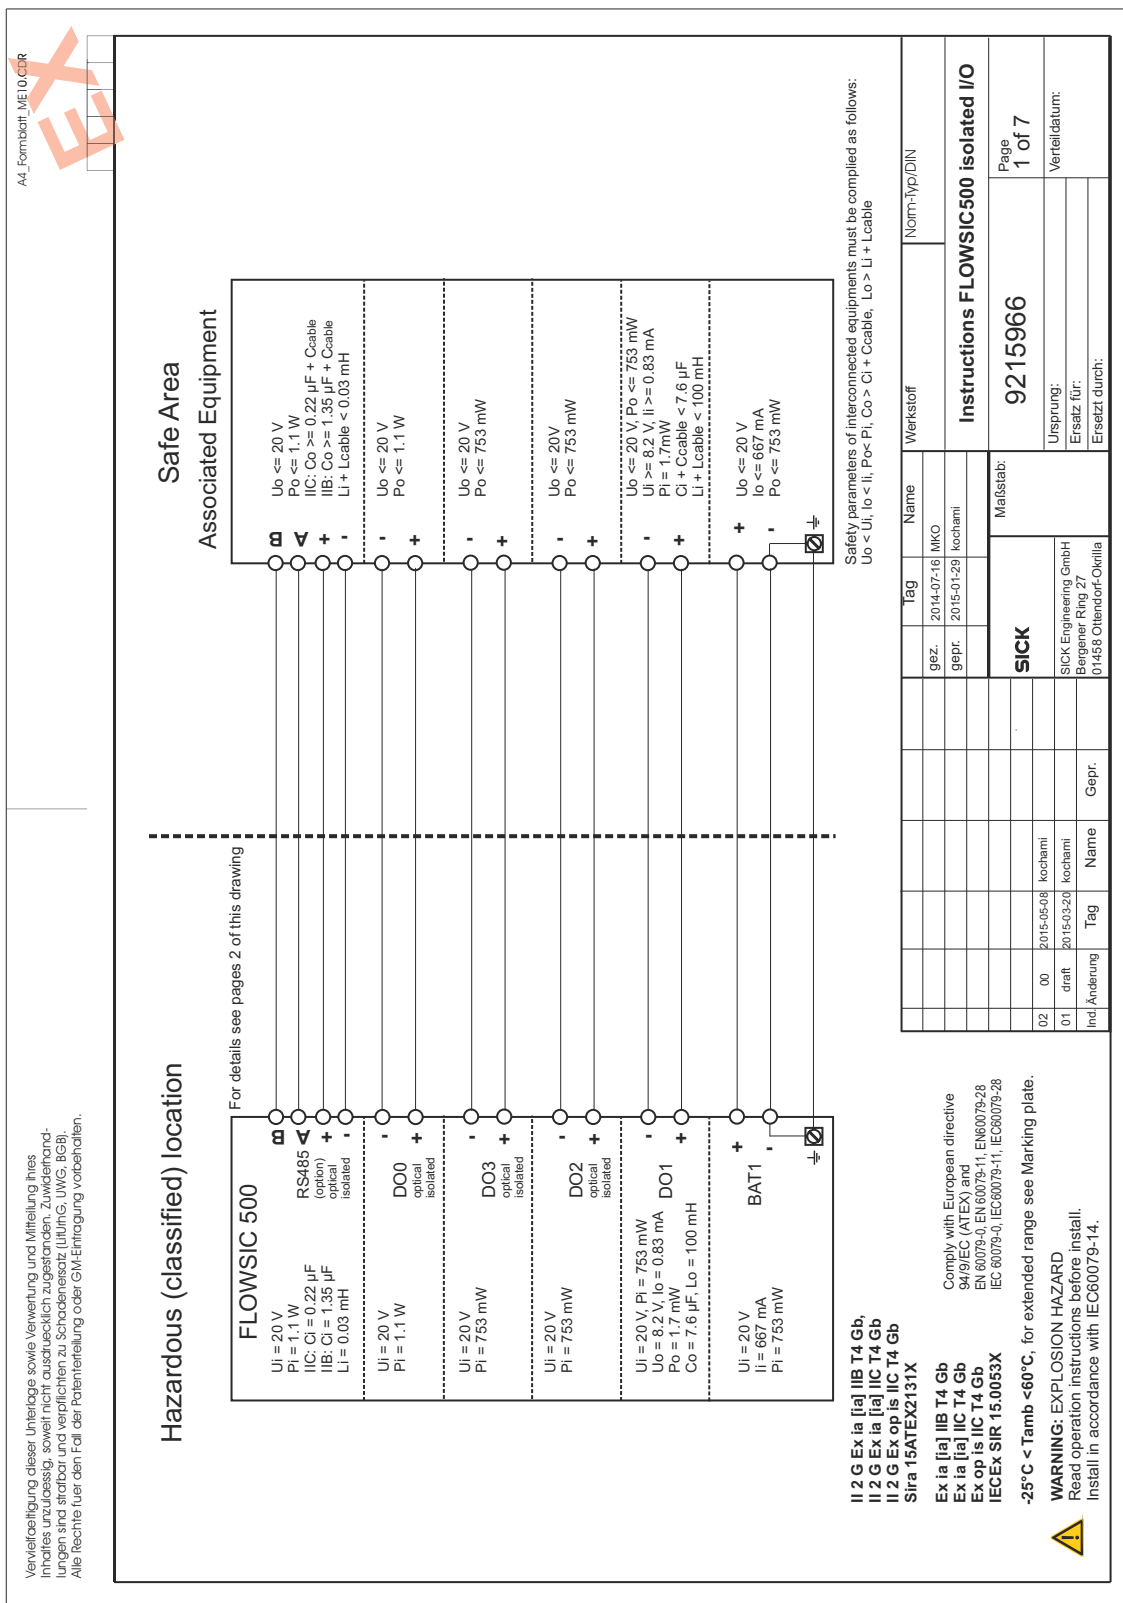 Vervielfaeltigung dieser Unterlage sowie Verwertung und Mitteilung ihres
Inhaltes unzulaessig, soweit nicht ausdruecklich zugestanden. Zuwiderhand-
lungen sind strafbar und verpflichten zu Schadenersatz (LitUrhG, UWG, BGB).
Alle Rechte fuer den Fall der Patenterteilung oder GM-Eintragung vorbehalten.
A4_Formblatt_ME10.CDR
EX
Hazardous (classified) location
Safe Area
Associated Equipment
For details see pages 2 of this drawing
FLOWSIC 500
Ui = 20 V
Pi = 1.1 W
IIC: Ci = 0.22 µF
IIB: Ci = 1.35 µF
Li = 0.03 mH
RS485
(option)
optical
isolated
B
A
+
-
B
A
+
-
Uo <= 20 V
Po <= 1.1 W
IIC: Co >= 0.22 µF + Ccable
IIB: Co >= 1.35 µF + Ccable
Li + Lcable < 0.03 mH
Ui = 20 V
Pi = 1.1 W
DO0
optical
isolated
-
+
-
+
Uo <= 20 V
Po <= 1.1 W
Ui = 20 V
Pi = 753 mW
DO3
optical
isolated
-
+
-
+
Uo <= 20 V
Po <= 753 mW
Ui = 20 V
Pi = 753 mW
DO2
optical
isolated
-
+
-
+
Uo <= 20V
Po <= 753 mW
Ui = 20 V, Pi = 753 mW
Uo = 8.2 V, Io = 0.83 mA
Po = 1.7 mW
Co = 7.6 µF, Lo = 100 mH
DO1
-
+
-
+
Uo <= 20 V, Po <= 753 mW
Ui >= 8.2 V, Ii >= 0.83 mA
Pi = 1.7mW
Ci + Ccable < 7.6 µF
Li + Lcable < 100 mH
Ui = 20 V
Ii = 667 mA
Pi = 753 mW
BAT1
+
-
+
-
Uo <= 20 V
Io <= 667 mA
Po <= 753 mW
Safety parameters of interconnected equipments must be complied as follows:
Uo < Ui, Io < Ii, Po< Pi, Co > Ci + Ccable, Lo > Li + Lcable
II 2 G Ex ia [ia] IIB T4 Gb,
II 2 G Ex ia [ia] IIC T4 Gb
II 2 G Ex op is IIC T4 Gb
Sira 15ATEX2131X
Ex ia [ia] IIB T4 Gb
Ex ia [ia] IIC T4 Gb
Ex op is IIC T4 Gb
IECEx SIR 15.0053X
Comply with European directive
94/9/EC (ATEX) and
EN 60079-0, EN 60079-11, EN60079-28
IEC 60079-0, IEC60079-11, IEC60079-28
-25°C < Tamb <60°C, for extended range see Marking plate.
WARNING: EXPLOSION HAZARD
Read operation instructions before install.
Install in accordance with IEC60079-14.
02 00 2015-05-08 kochami
01 draft 2015-03-20 kochami
Ind. Änderung Tag Name Gepr.
Tag Name
gez. 2014-07-16 MKO
gepr. 2015-01-29 kochami
Werkstoff
Norm-Typ/DIN
Instructions FLOWSIC500 isolated I/O
SICK
Maßstab:
9215966
Page
1 of 7
SICK Engineering GmbH
Bergener Ring 27
01458 Ottendorf-Okrilla
Ursprung:
Ersatz für:
Ersetzt durch:
Verteildatum: